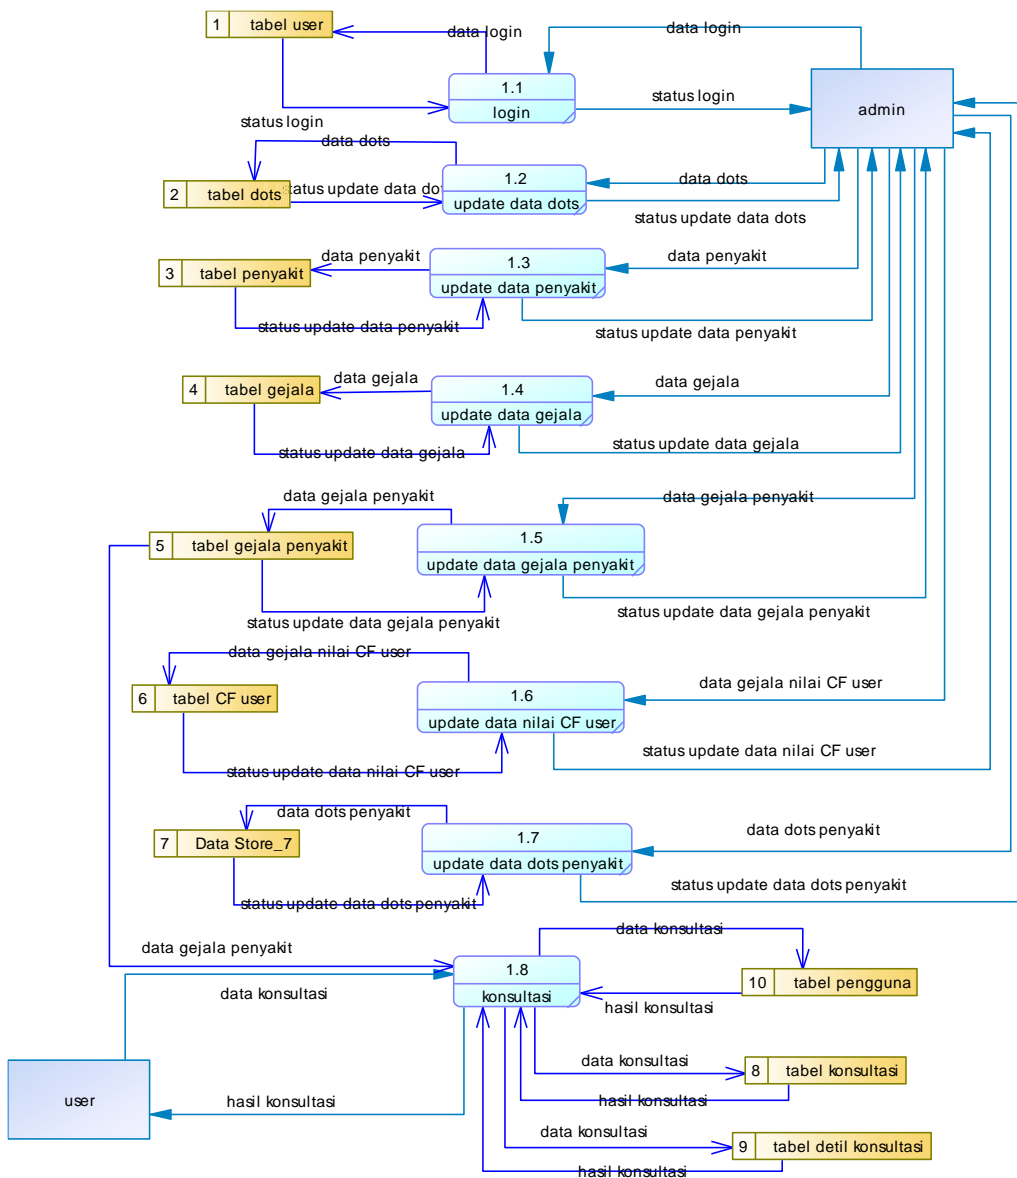 1 tabel user
data login
data login
1.1
login
status login
admin
status login
data dots
2 tabel dots
status update data dot
1.2
update data dots
data dots
status update data dots
3 tabel penyakit
data penyakit
1.3
update data penyakit
data penyakit
status update data penyakit
status update data penyakit
4 tabel gejala
data gejala
1.4
update data gejala
data gejala
status update data gejala
status update data gejala
data gejala penyakit
data gejala penyakit
5 tabel gejala penyakit
1.5
update data gejala penyakit
status update data gejala penyakit
status update data gejala penyakit
data gejala nilai CF user
6 tabel CF user
1.6
update data nilai CF user
data gejala nilai CF user
status update data nilai CF user
status update data nilai CF user
data dots penyakit
7 Data Store_7
1.7
update data dots penyakit
data dots penyakit
status update data dots penyakit
status update data dots penyakit
data gejala penyakit
data konsultasi
1.8
konsultasi
data konsultasi
10 tabel pengguna
hasil konsultasi
user
hasil konsultasi
data konsultasi
8 tabel konsultasi
hasil konsultasi
data konsultasi
9 tabel detil konsultasi
hasil konsultasi